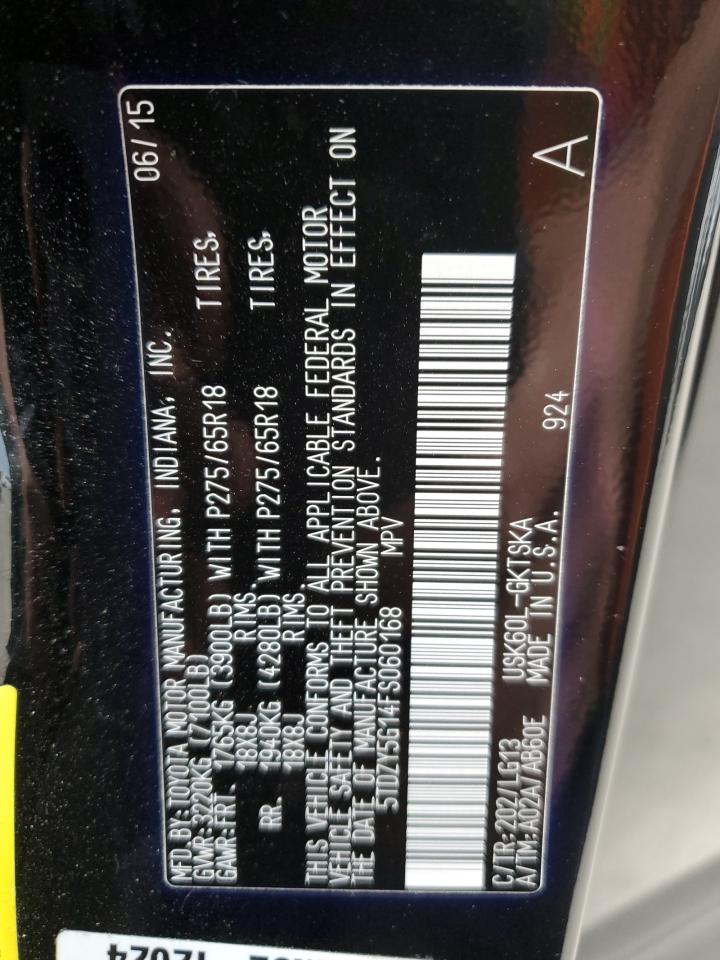 MFD. BY: TOYOTA MOTOR MANUFACTURING, INDIANA, INC. 06/15
GVWR: 3220KG (7100LB)
GAWR: FRT. 1765KG (3900LB) WITH P275/65R18 TIRES,
18X8J RIMS.
RR. 1940KG (4280LB) WITH P275/65R18 TIRES,
18X8J RIMS.
THIS VEHICLE CONFORMS TO ALL APPLICABLE FEDERAL MOTOR
VEHICLE SAFETY AND THEFT PREVENTION STANDARDS IN EFFECT ON
THE DATE OF MANUFACTURE SHOWN ABOVE.
5TDZY5G14FS060168 MPV
C/TR: 202/LG13 USK60L-GKTSKA
A/TM: A02A/AB60E MADE IN U.S.A. 924
A